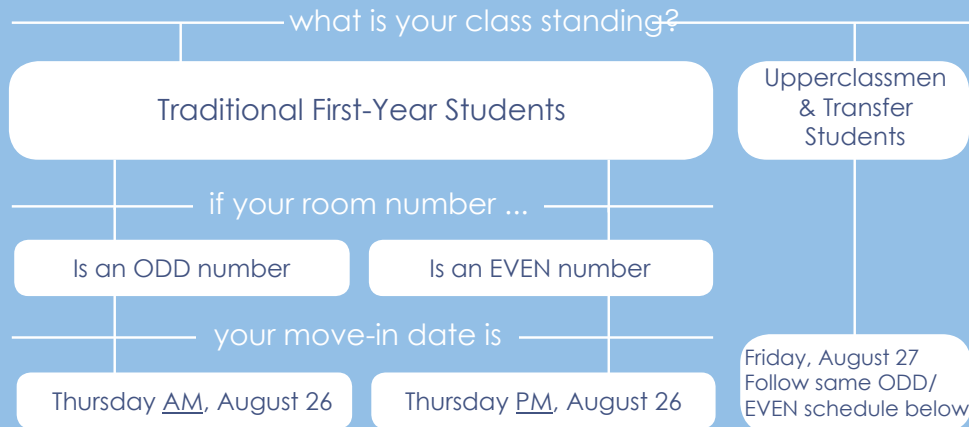 what is your class standing?
Traditional First-Year Students
Upperclassmen
& Transfer
Students
if your room number ...
Is an ODD number
Is an EVEN number
your move-in date is
Thursday AM, August 26
Thursday PM, August 26
Friday, August 27
Follow same ODD/
EVEN schedule below